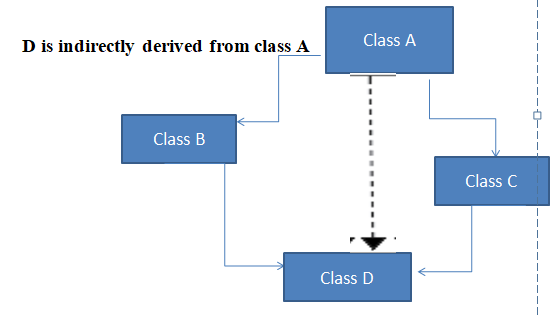 Class A
D is indirectly derived from class A
Class B
Class C
Class D